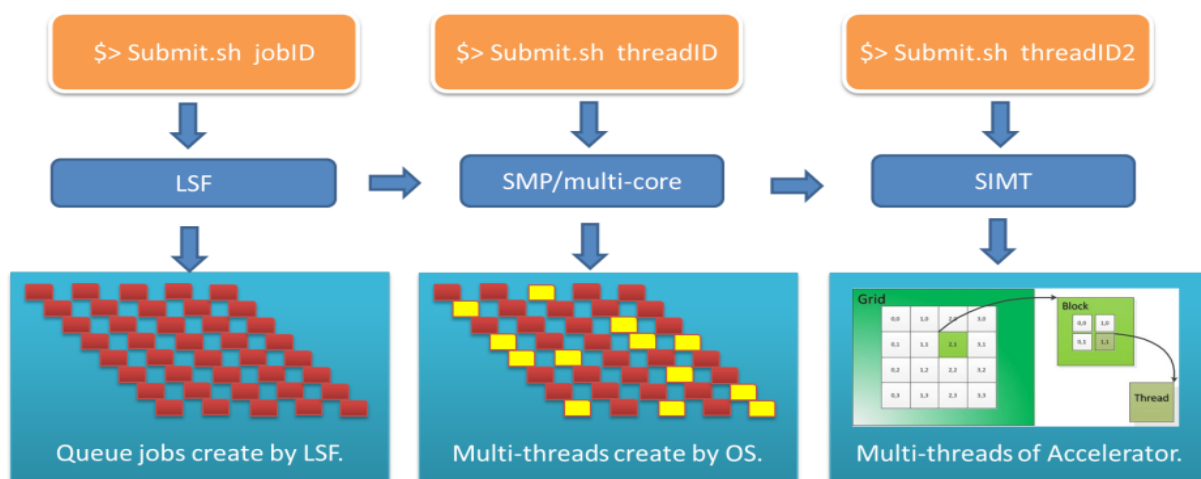 $> Submit.sh jobID
$> Submit.sh threadID
$> Submit.sh threadID2
LSF
SMP/multi-core
SIMT
Grid
0,0 1,0 2,0 3,0
0,1 1,1 2,1 3,1
0,2 1,2 2,2 3,2
0,3 1,3 2,3 3,3
Block
0,0 1,0
0,1 1,1
Thread
Queue jobs create by LSF.
Multi-threads create by OS.
Multi-threads of Accelerator.